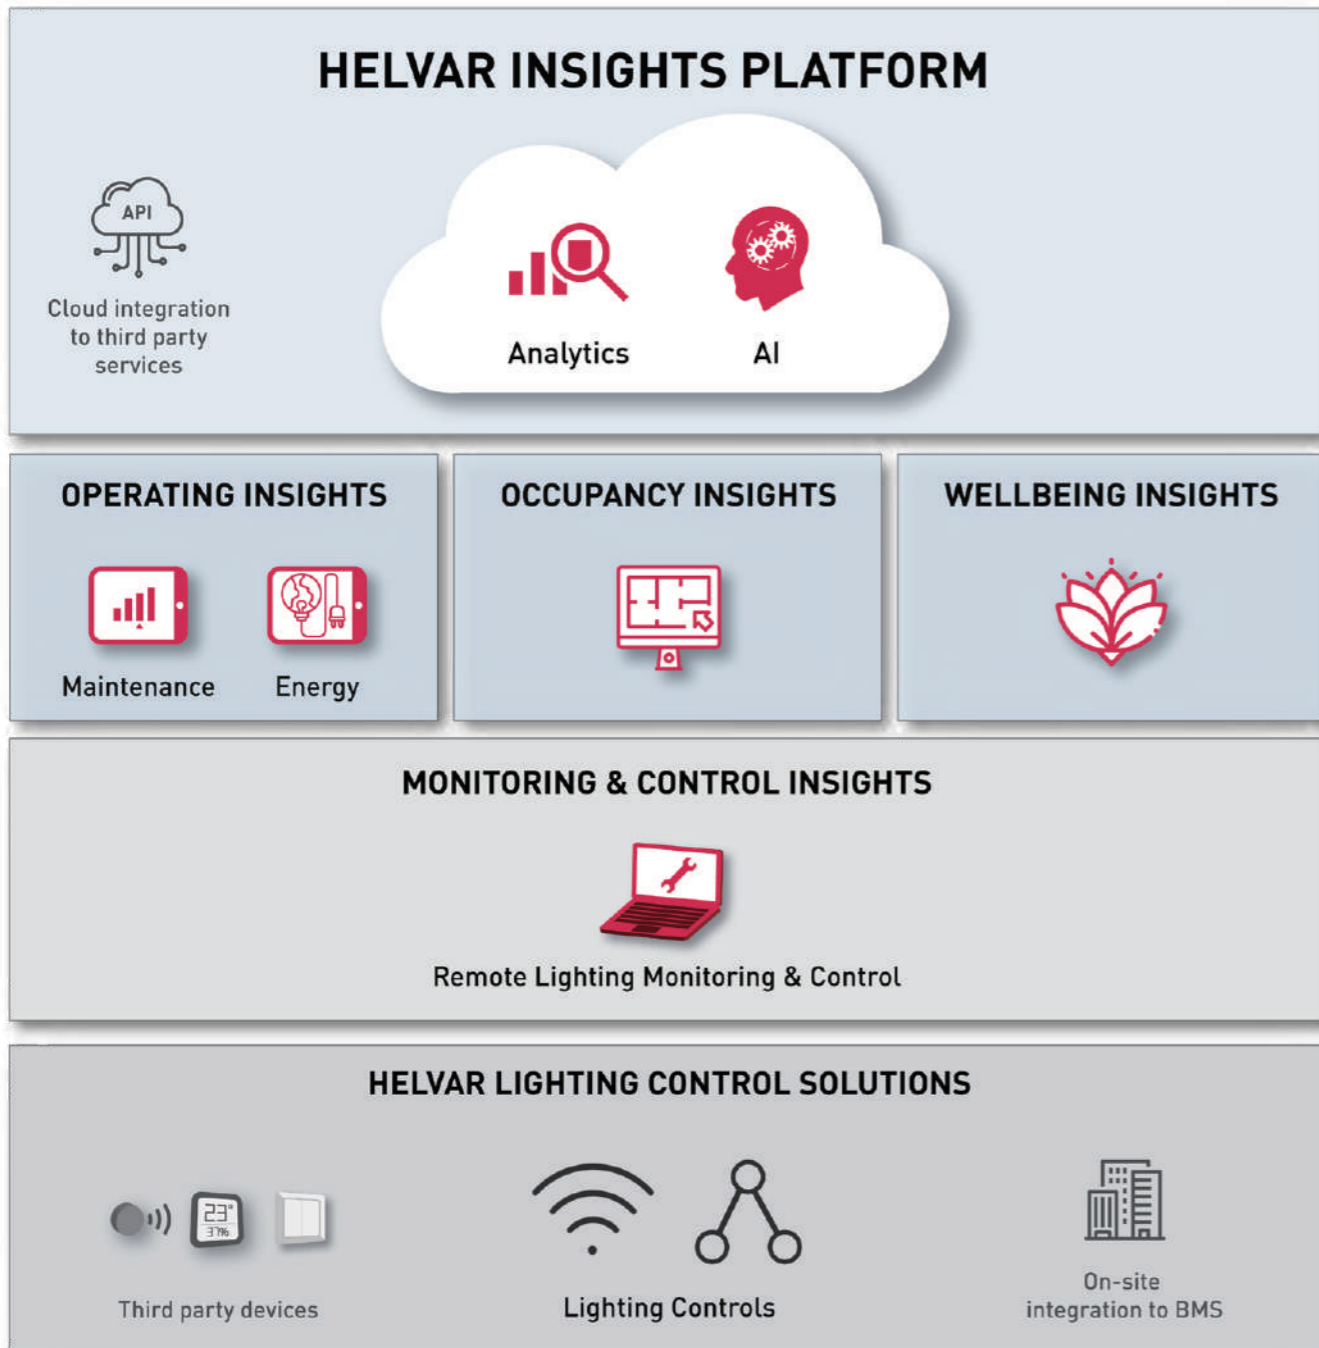 HELVAR INSIGHTS PLATFORM
API
Cloud integration
to third party
services
Analytics
AI
OPERATING INSIGHTS
Maintenance
Energy
OCCUPANCY INSIGHTS
WELLBEING INSIGHTS
MONITORING & CONTROL INSIGHTS
Remote Lighting Monitoring & Control
HELVAR LIGHTING CONTROL SOLUTIONS
23°
37%
Third party devices
Lighting Controls
On-site
integration to BMS